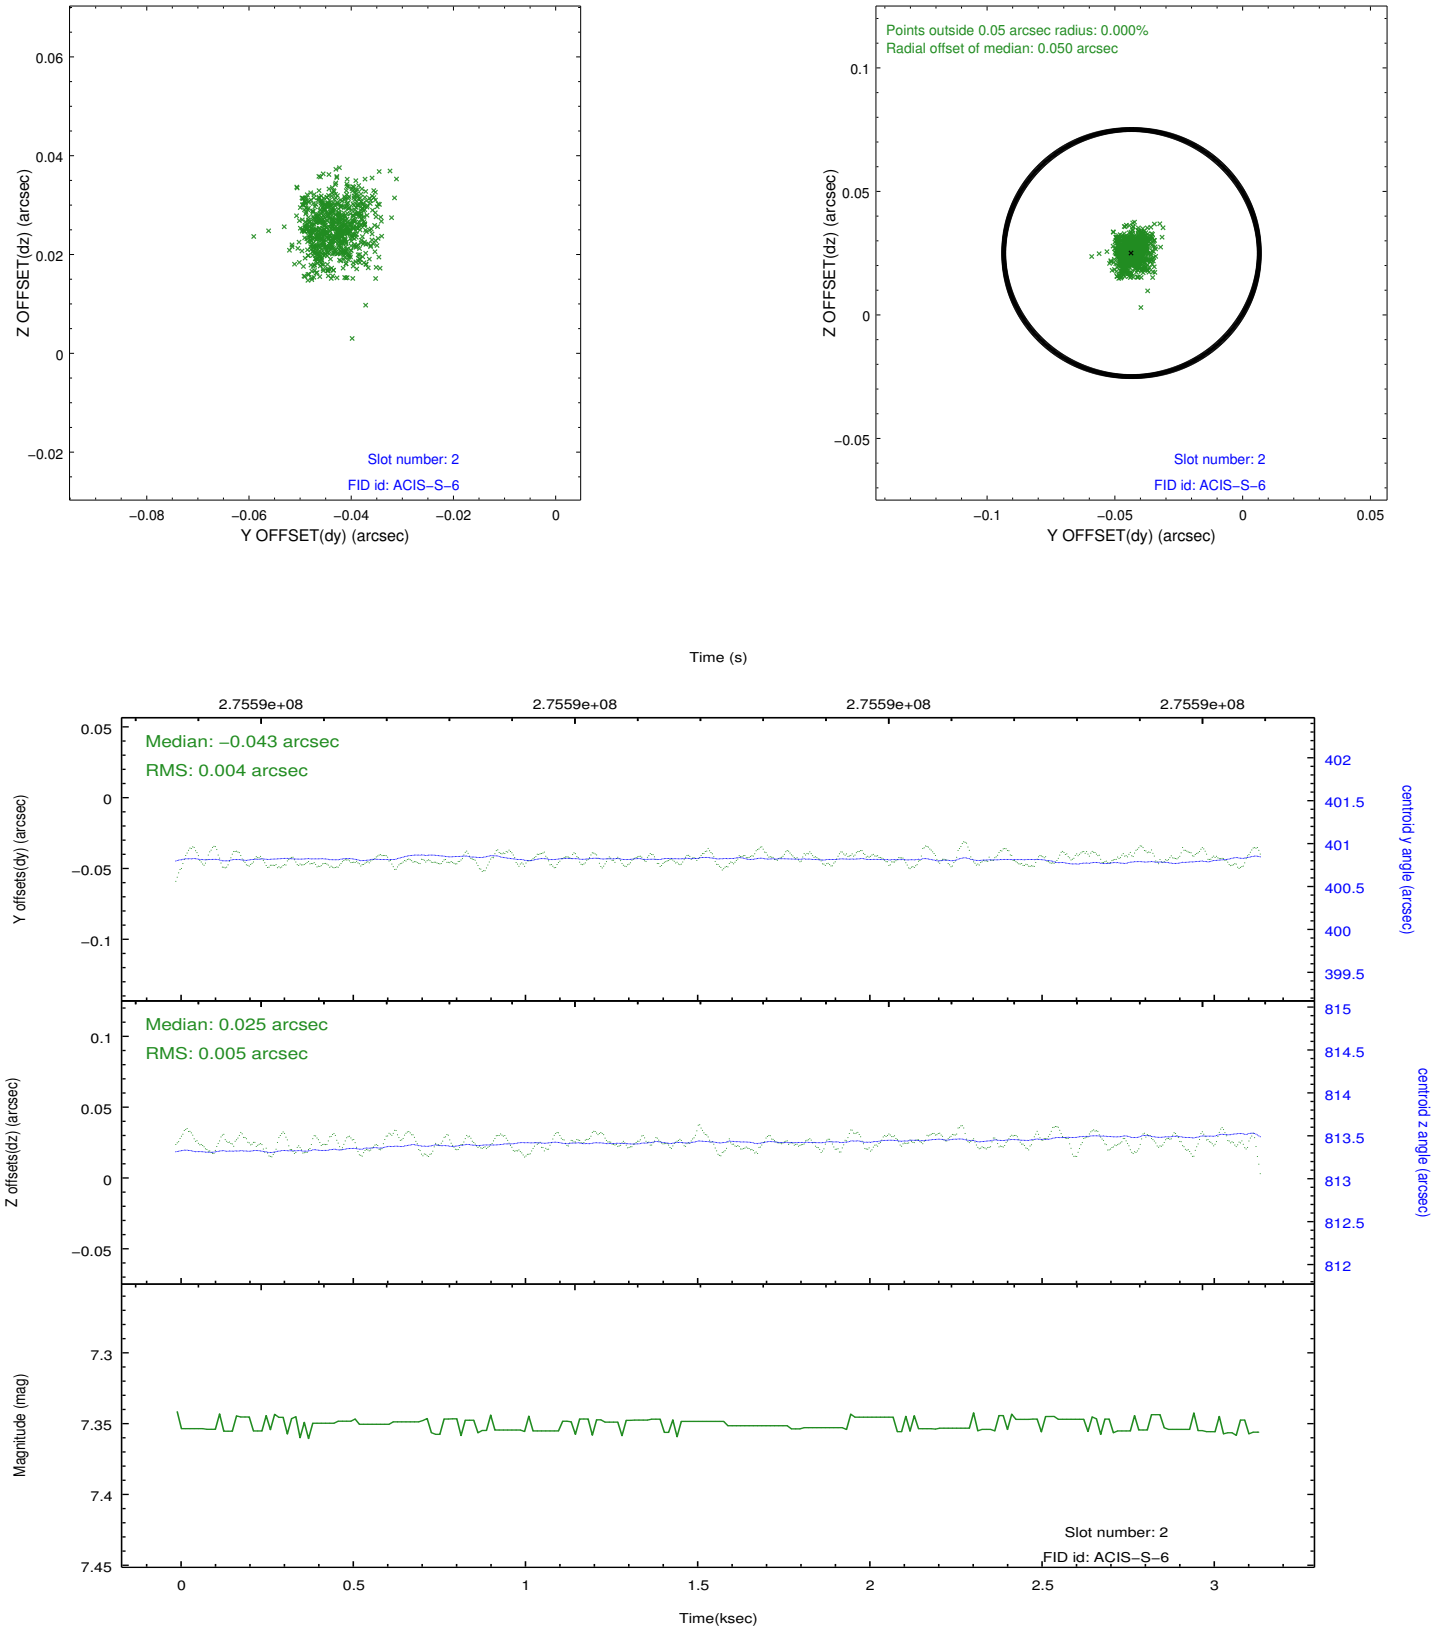 0.06
0.04
0.02
0
−0.02
Z OFFSET(dz) (arcsec)
Slot number: 2
FID id: ACIS−S−6
−0.08
−0.06
−0.04
−0.02
0
Y OFFSET(dy) (arcsec)
Points outside 0.05 arcsec radius: 0.000%
Radial offset of median: 0.050 arcsec
0.1
0.05
0
−0.05
Z OFFSET(dz) (arcsec)
Slot number: 2
FID id: ACIS−S−6
−0.1
−0.05
0
0.05
Y OFFSET(dy) (arcsec)
Time (s)
2.7559e+08
2.7559e+08
2.7559e+08
2.7559e+08
Median: −0.043 arcsec
RMS: 0.004 arcsec
0.05
0
−0.05
−0.1
Y offsets(dy) (arcsec)
402
401.5
401
400.5
400
399.5
centroid y angle (arcsec)
Median: 0.025 arcsec
RMS: 0.005 arcsec
0.1
0.05
0
−0.05
Z offsets(dz) (arcsec)
815
814.5
814
813.5
813
812.5
812
centroid z angle (arcsec)
7.3
7.35
7.4
7.45
Magnitude (mag)
Slot number: 2
FID id: ACIS−S−6
0
0.5
1
1.5
2
2.5
3
Time(ksec)